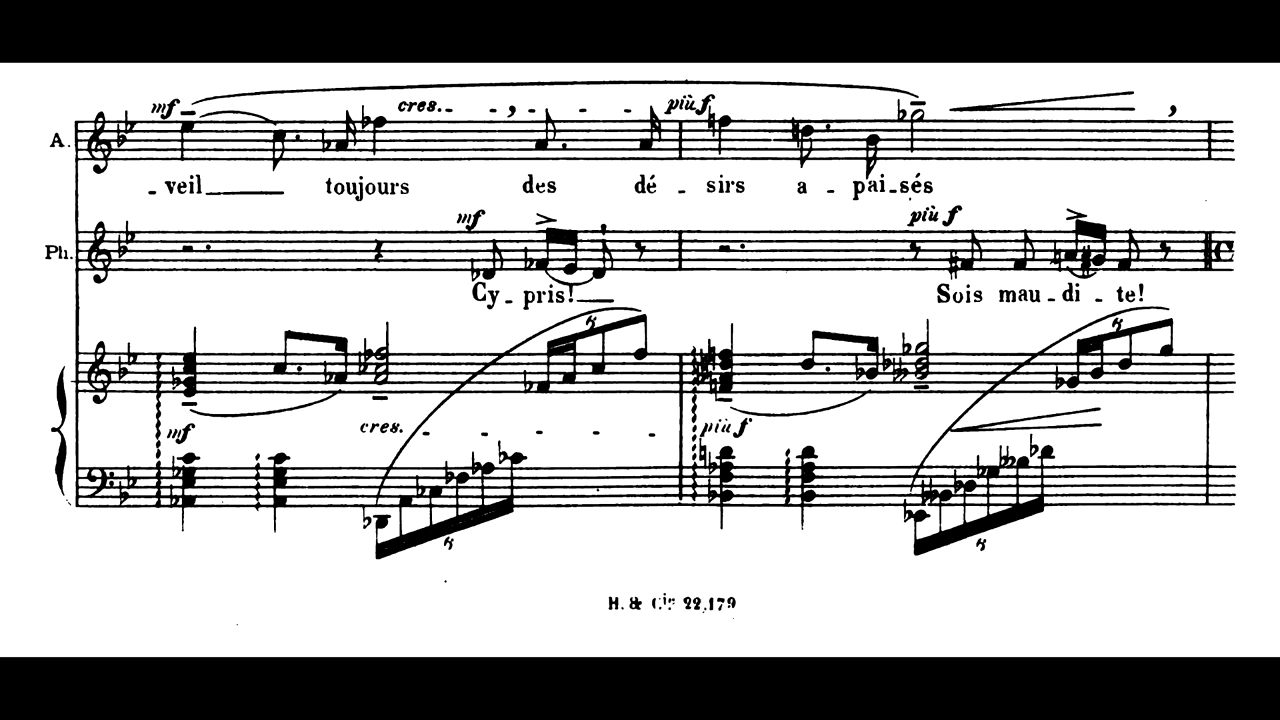 mf cres. più f
A.
- veil toujours des dé - sirs a - pai - sés
mf più f
Ph.
Cy - pris! Sois mau - di - te!
mf cres. più f
H. & Cie 22,179